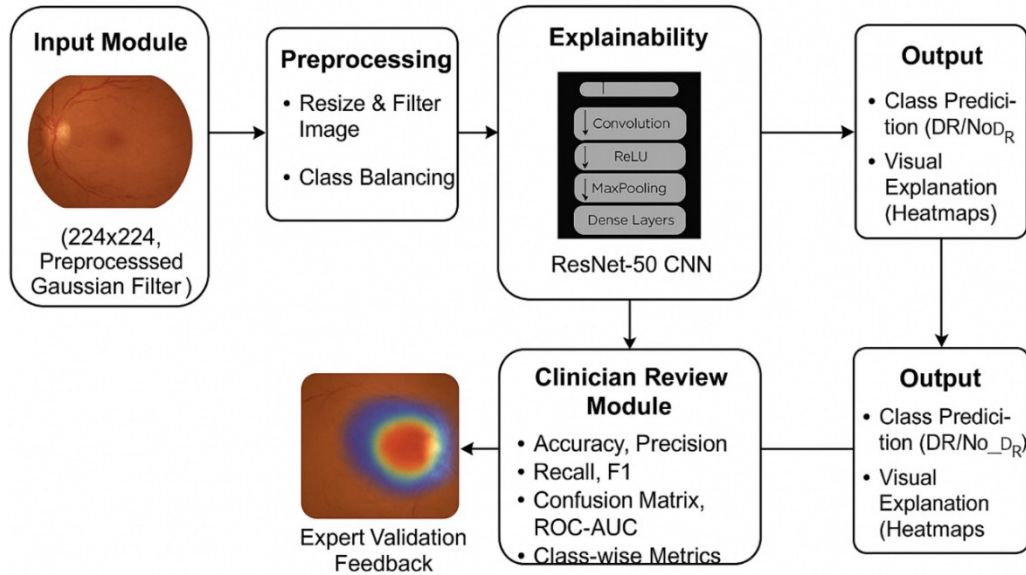 Input Module
(224x224,
Preprocesssed
Gaussian Filter)
Preprocessing
• Resize & Filter
Image
• Class Balancing
Explainability
Convolution
ReLU
MaxPooling
Dense Layers
ResNet-50 CNN
Output
• Class Predicition
(DR/NoDR
• Visual
Explanation
(Heatmaps)
Clinician Review
Module
• Accuracy, Precision
• Recall, F1
• Confusion Matrix,
ROC-AUC
• Class-wise Metrics
Output
• Class Predici-
tion (DR/No_DR)
• Visual
Explanation
(Heatmaps
Expert Validation
Feedback